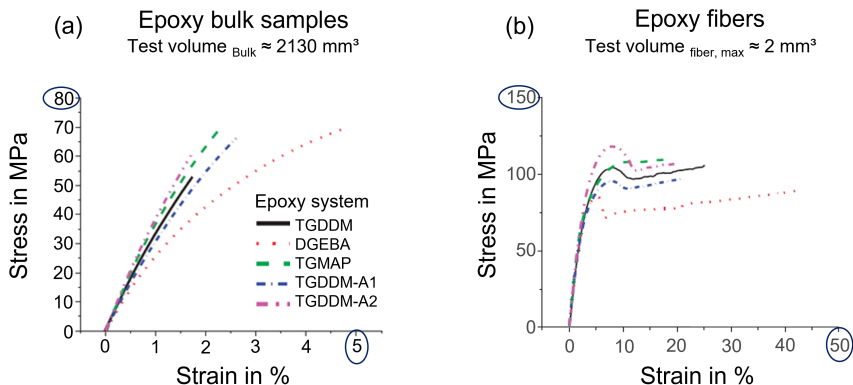 (a)
Epoxy bulk samples
Test volume Bulk ≈ 2130 mm³
Stress in MPa
80
70
60
50
40
30
20
10
0
Epoxy system
TGDDM
DGEBA
TGMAP
TGDDM-A1
TGDDM-A2
0 1 2 3 4 5
Strain in %
(b)
Epoxy fibers
Test volume fiber, max ≈ 2 mm³
Stress in MPa
150
100
50
0
0 10 20 30 40 50
Strain in %